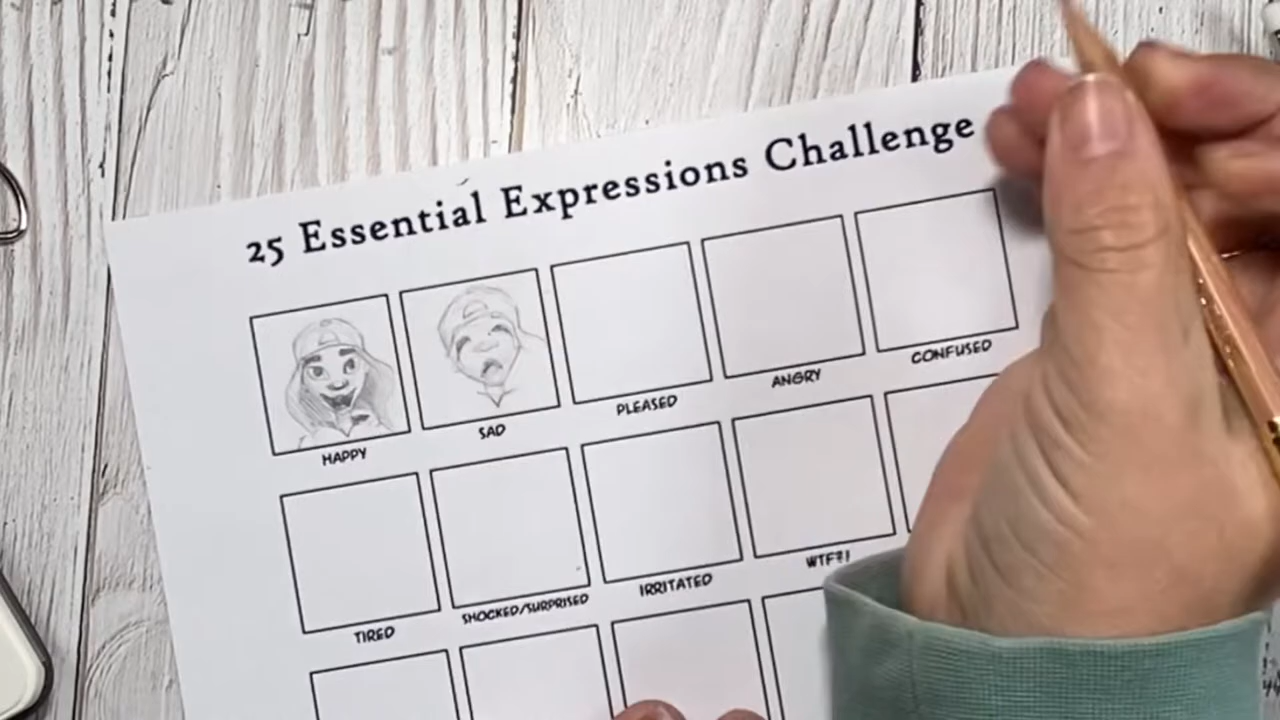 25 Essential Expressions Challenge
HAPPY
SAD
PLEASED
ANGRY
CONFUSED
TIRED
SHOCKED/SURPRISED
IRRITATED
WTF?!